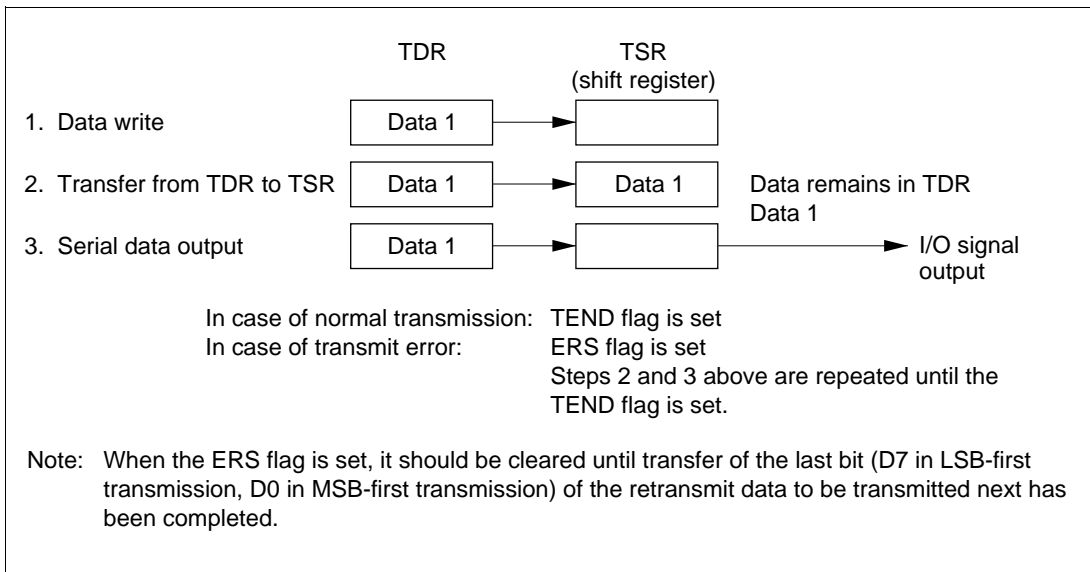 TDR TSR
(shift register)
1. Data write Data 1
2. Transfer from TDR to TSR Data 1 Data 1 Data remains in TDR
Data 1
3. Serial data output Data 1 I/O signal
output
In case of normal transmission: TEND flag is set
In case of transmit error: ERS flag is set
Steps 2 and 3 above are repeated until the
TEND flag is set.
Note: When the ERS flag is set, it should be cleared until transfer of the last bit (D7 in LSB-first
transmission, D0 in MSB-first transmission) of the retransmit data to be transmitted next has
been completed.